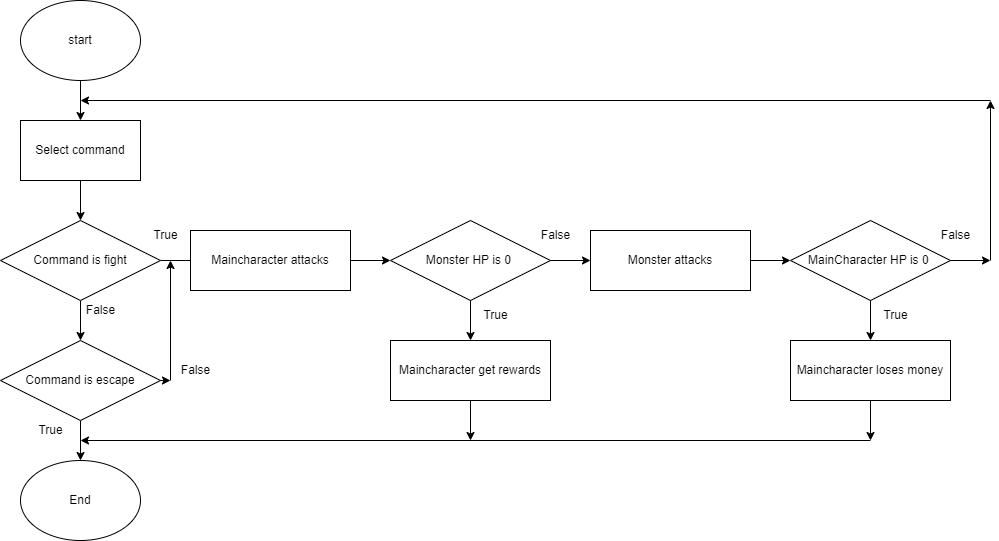 start
Select command
True
Command is fight
Maincharacter attacks
Monster HP is 0
False
Monster attacks
MainCharacter HP is 0
False
False
True
True
Command is escape
False
Maincharacter get rewards
Maincharacter loses money
True
End